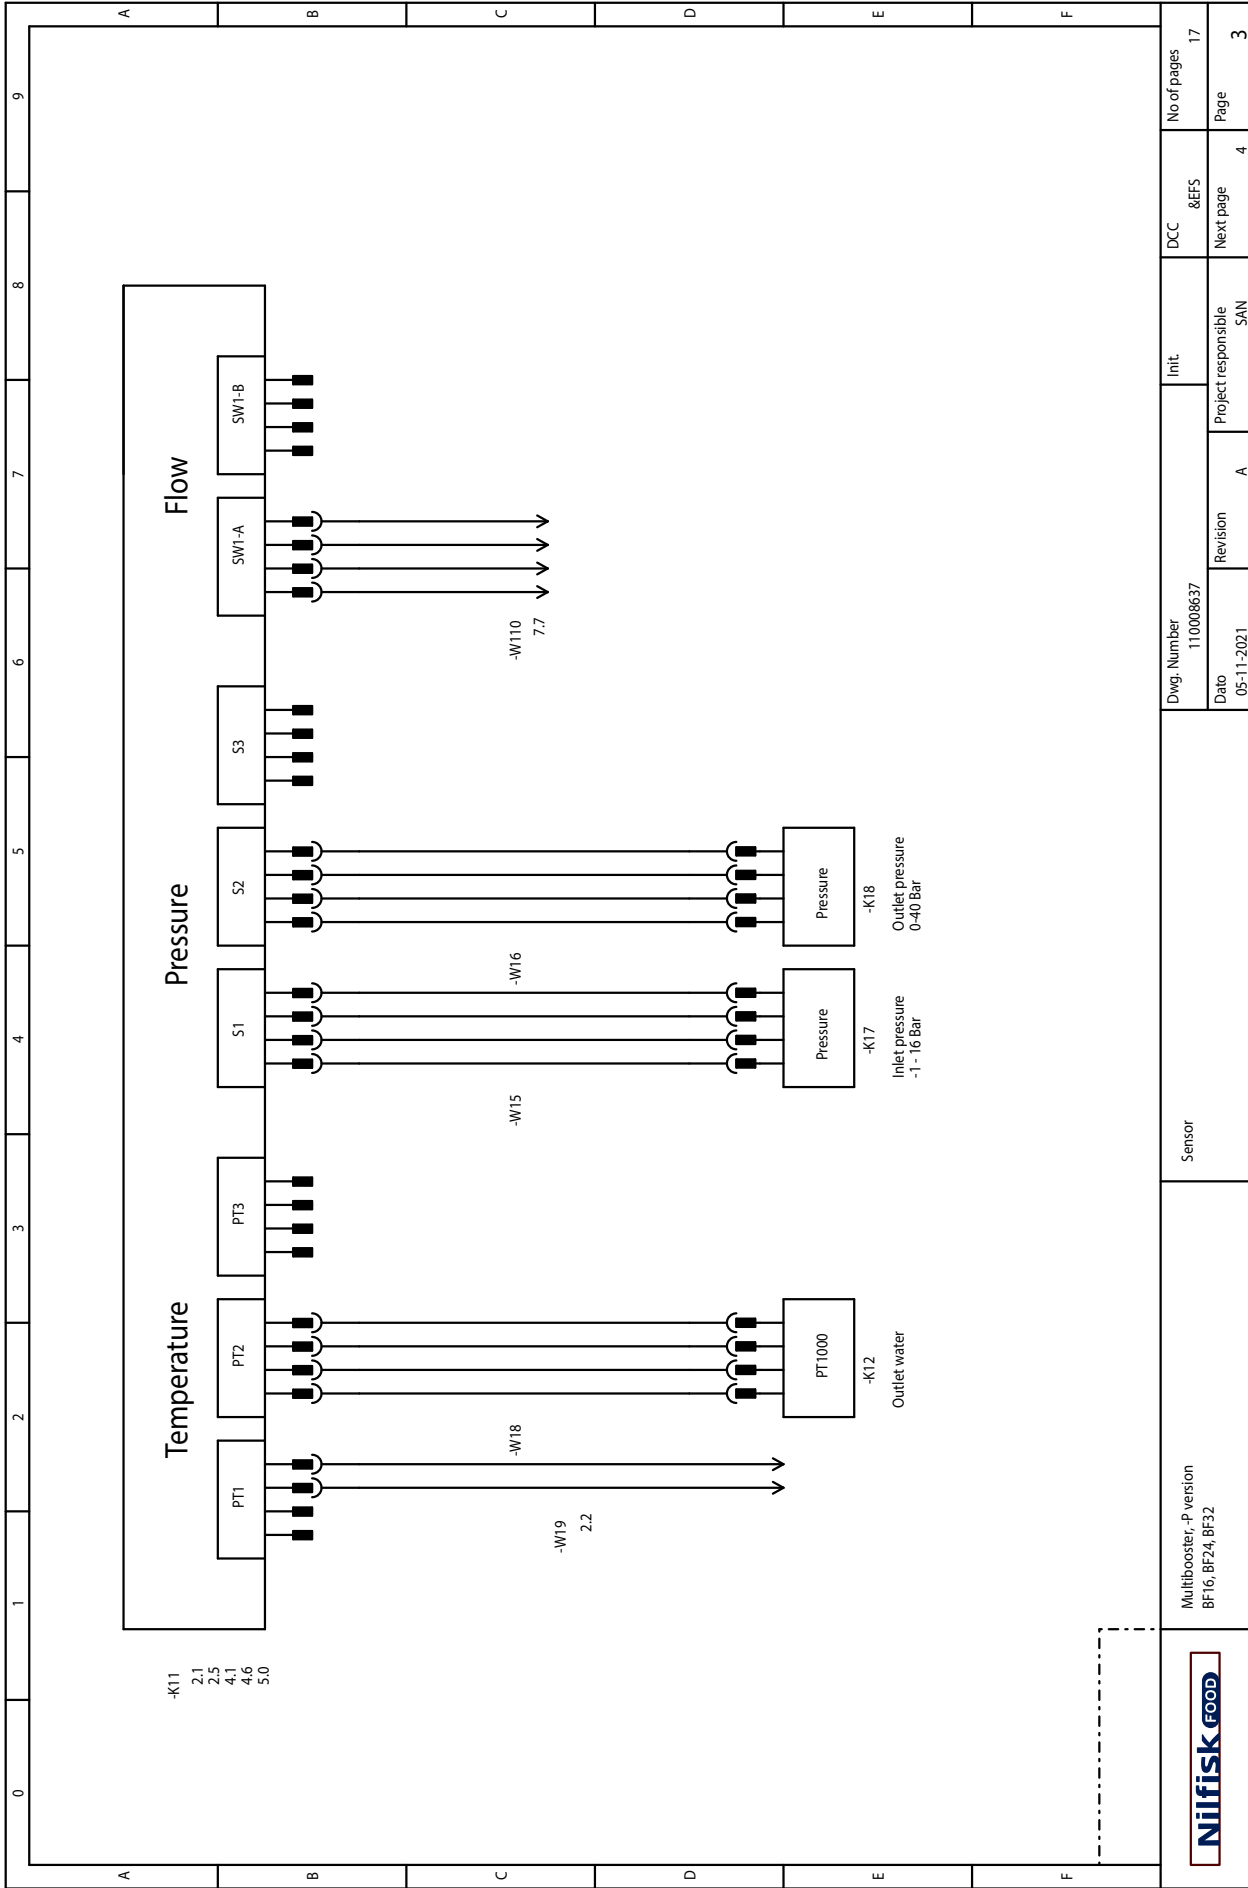 0 1 2 3 4 5 6 7 8 9
A
A
B
B
C
C
D
D
E
E
F
F
-K11
2.1
2.5
4.1
4.6
5.0
Temperature
Pressure
Flow
PT1
PT2
PT3
S1
S2
S3
SW1-A
SW1-B
-W19
2.2
-W18
-W15
-W16
-W110
7.7
PT1000
-K12
Outlet water
Pressure
-K17
Inlet pressure
-1 - 16 Bar
Pressure
-K18
Outlet pressure
0-40 Bar
Nilfisk FOOD
Multibooster, -P version
BF16, BF24, BF32
Sensor
Dwg. Number
110008637
Init.
DCC
&EFS
No of pages
17
Dato
05-11-2021
Revision
A
Project responsible
SAN
Next page
4
Page
3